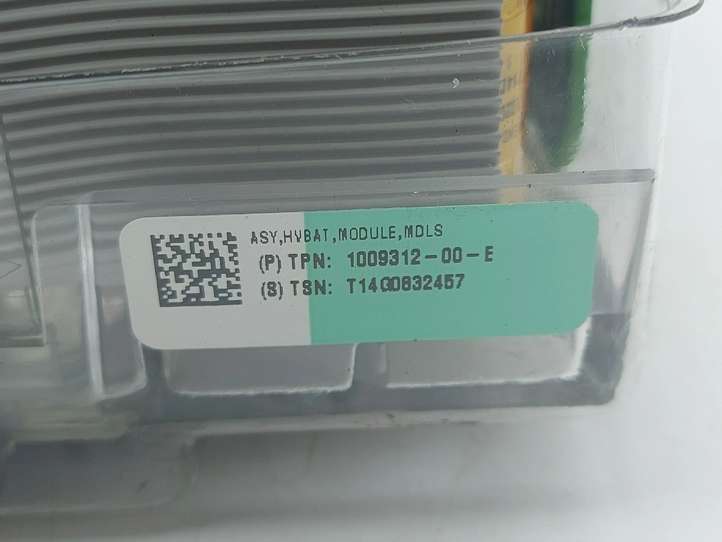 ASY,HVBAT,MODULE,MDLS
(P) TPN: 1009312-00-E
(S) TSN: T14G0832457